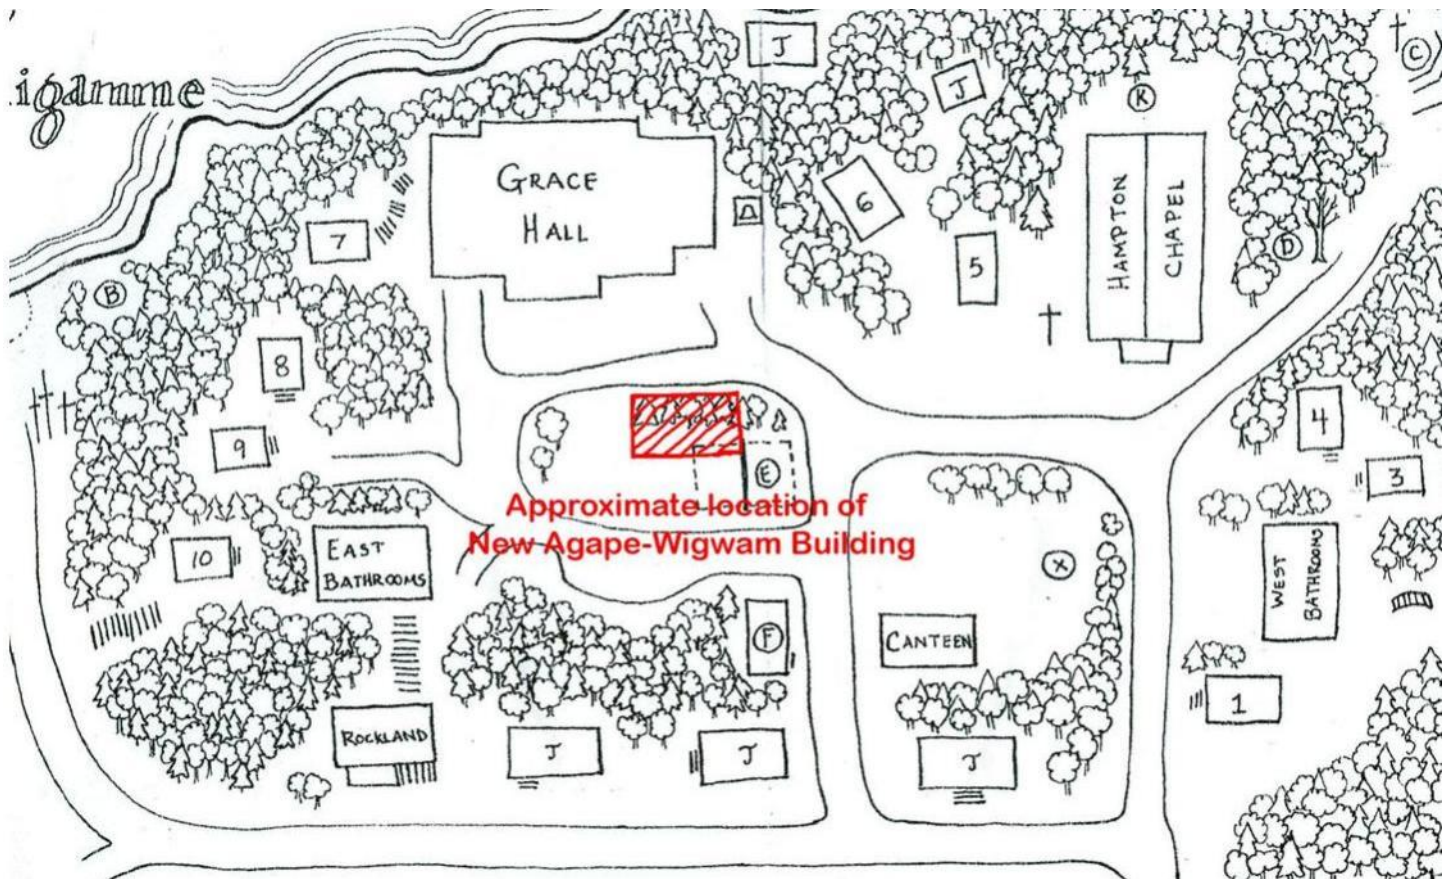 igamme
J
J
C
K
GRACE
HALL
6
HAMPTON
CHAPEL
7
5
D
B
8
4
9
3
E
Approximate location of
New Agape-Wigwam Building
10
EAST
BATHROOMS
X
WEST
BATHROOMS
F
CANTEEN
1
ROCKLAND
J
J
J